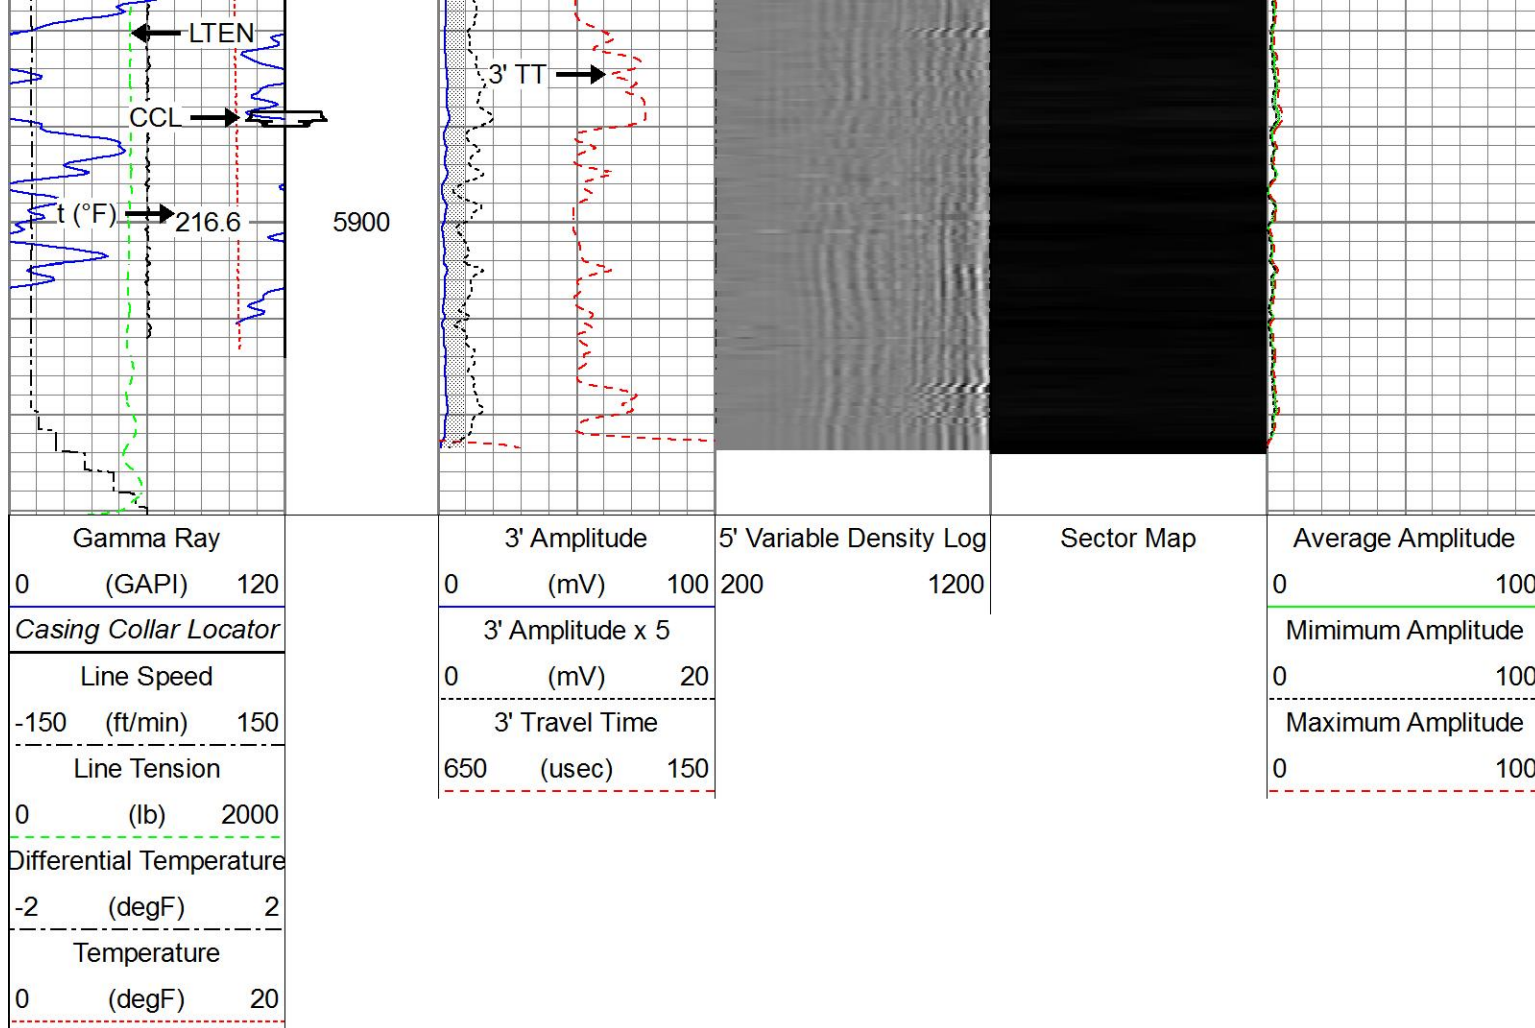 LTEN
3' TT
CCL
t (°F)
216.6
5900
Gamma Ray
0 (GAPI) 120
Casing Collar Locator
Line Speed
-150 (ft/min) 150
Line Tension
0 (lb) 2000
Differential Temperature
-2 (degF) 2
Temperature
0 (degF) 20
3' Amplitude
0 (mV) 100
3' Amplitude x 5
0 (mV) 20
3' Travel Time
650 (usec) 150
5' Variable Density Log
200 1200
Sector Map
Average Amplitude
0 100
Mimimum Amplitude
0 100
Maximum Amplitude
0 100